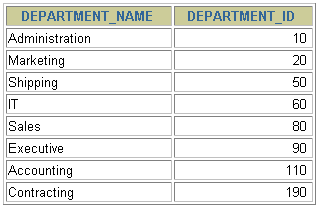 DEPARTMENT_NAME DEPARTMENT_ID
Administration 10
Marketing 20
Shipping 50
IT 60
Sales 80
Executive 90
Accounting 110
Contracting 190